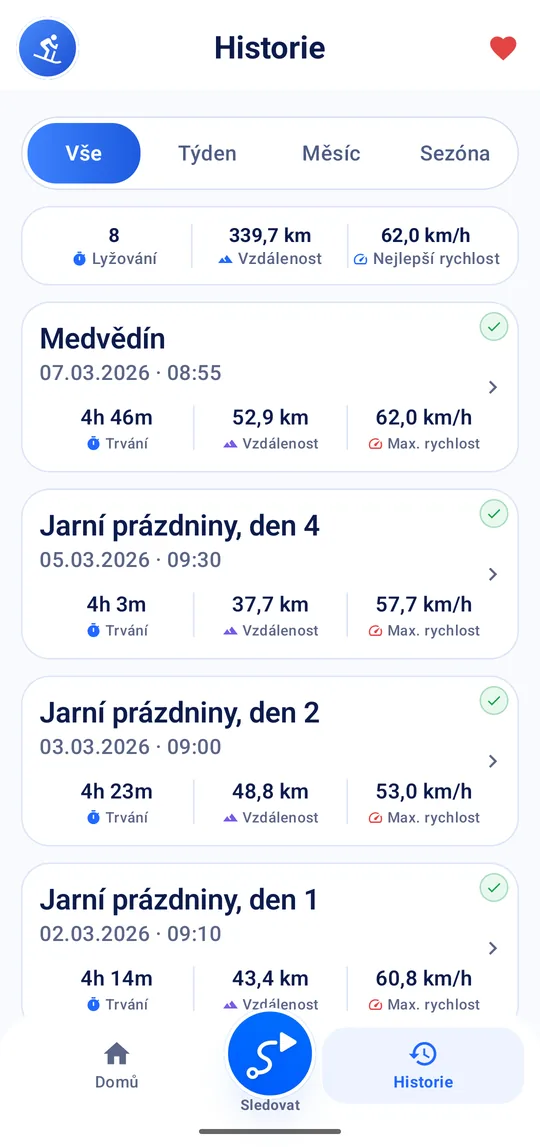 Historie
Vše Týden Měsíc Sezóna
8 339,7 km 62,0 km/h
Lyžování Vzdálenost Nejlepší rychlost
Medvědín
07.03.2026 · 08:55
4h 46m 52,9 km 62,0 km/h
Trvání Vzdálenost Max. rychlost
Jarní prázdniny, den 4
05.03.2026 · 09:30
4h 3m 37,7 km 57,7 km/h
Trvání Vzdálenost Max. rychlost
Jarní prázdniny, den 2
03.03.2026 · 09:00
4h 23m 48,8 km 53,0 km/h
Trvání Vzdálenost Max. rychlost
Jarní prázdniny, den 1
02.03.2026 · 09:10
4h 14m 43,4 km 60,8 km/h
Trvání Vzdálenost Max. rychlost
Domů Sledovat Historie